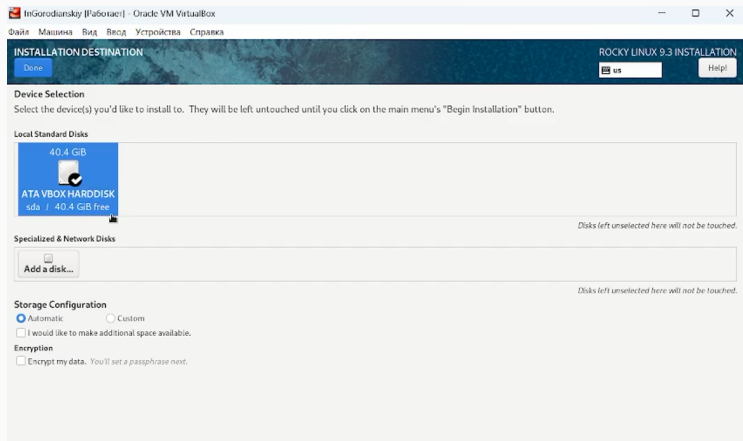 InGorodianskiy [Работает] - Oracle VM VirtualBox
Файл Машина Вид Ввод Устройства Справка
INSTALLATION DESTINATION
ROCKY LINUX 9.3 INSTALLATION
Done
us
Help!
Device Selection
Select the device(s) you'd like to install to. They will be left untouched until you click on the main menu's "Begin Installation" button.
Local Standard Disks
40.4 GiB
ATA VBOX HARDDISK
sda / 40.4 GiB free
Disks left unselected here will not be touched.
Specialized & Network Disks
Add a disk...
Disks left unselected here will not be touched.
Storage Configuration
Automatic Custom
I would like to make additional space available.
Encryption
Encrypt my data. You'll set a passphrase next.